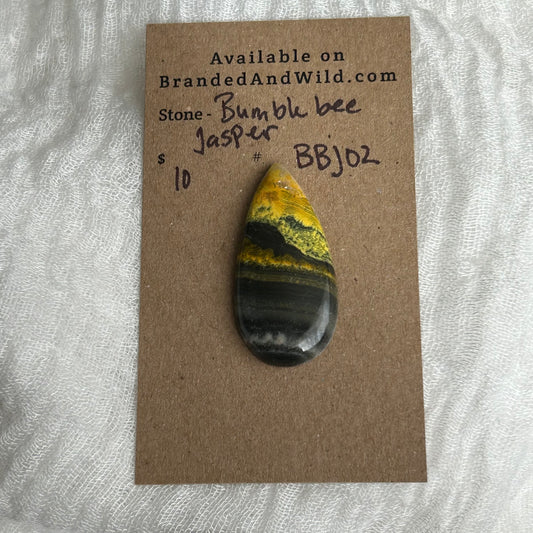 Available on
BrandedAndWild.com
Stone - Bumble bee
Jasper
$ # BBJ02
10